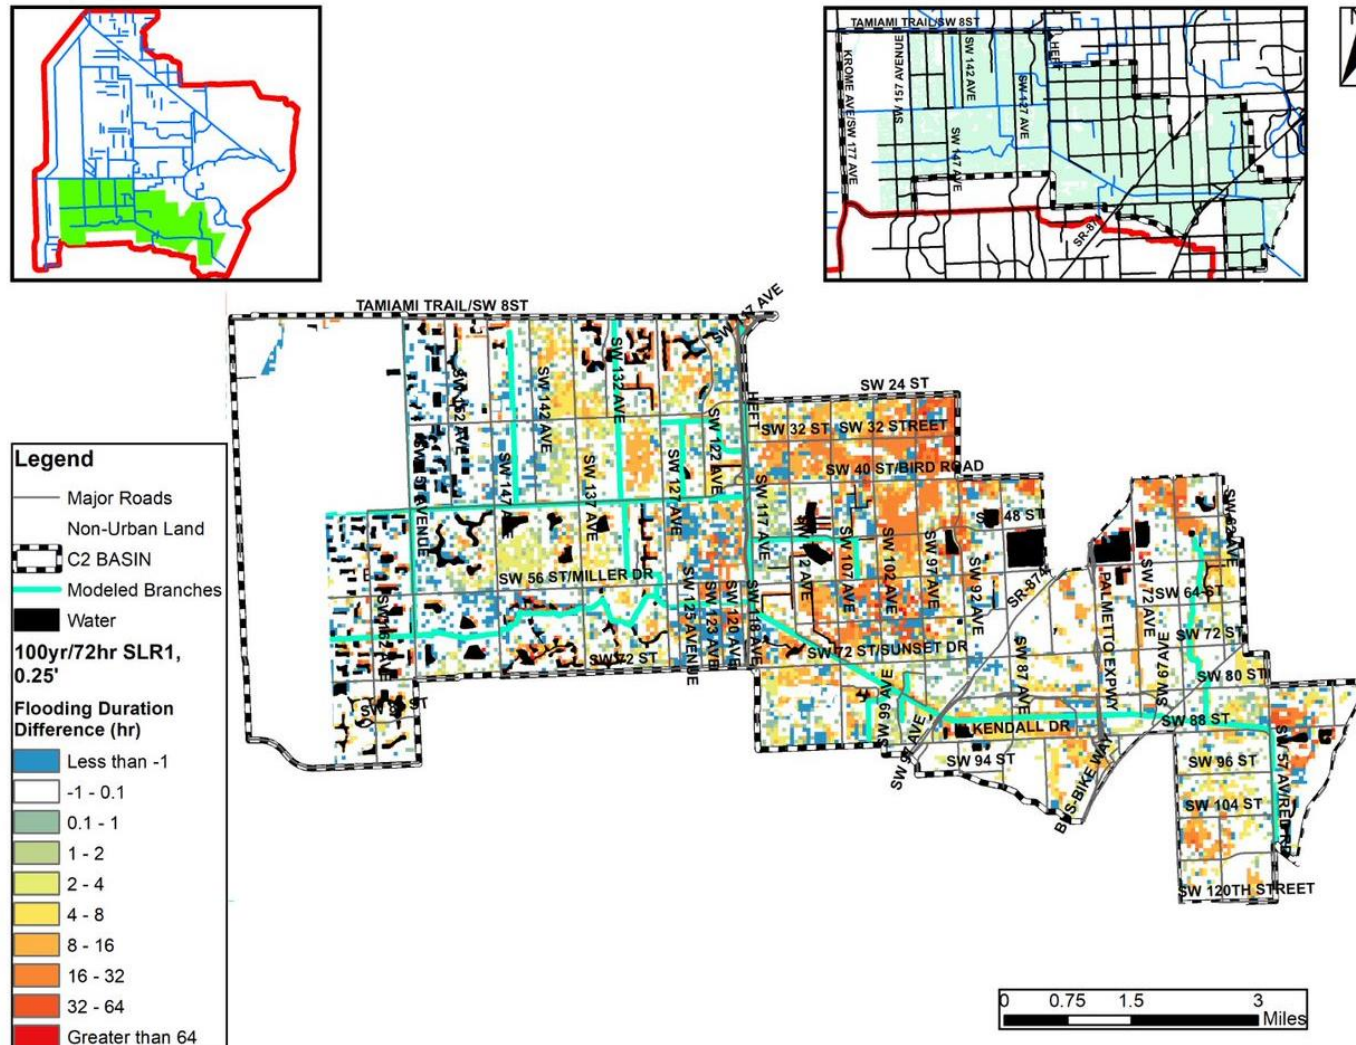 TAMIAMI TRAIL/SW 8ST
KROME AVE/SW 177 AVE
SW 157 AVENUE
SW 142 AVE
SW 147 AVE
SW 127 AVE
HEFT
TAMIAMI TRAIL/SW 8ST
SW 142 AVE
SW 132 AVE
HEFT
SW 24 ST
SW 32 ST
SW 32 STREET
SW 122 AVE
SW 40 ST/BIRD ROAD
SW 147 AVE
SW 137 AVE
SW 127 AVE
SW 117 AVE
48 ST
SW 107 AVE
SW 102 AVE
SW 97 AVE
SW 92 AVE
SR-874
SW 56 ST/MILLER DR
SW 125 AVENUE
SW 123 AVE
SW 120 AVE
SW 118 AVE
SW 72 ST
SW 72 ST/SUNSET DR
SW 87 AVE
PALMETTO EXPWY
SW 72 AVE
SW 67 AVE
SW 64 ST
SW 72 ST
SW 80 ST
SW 99 AVE
SW 88 ST
KENDALL DR
SW 94 ST
SW 96 ST
SW 104 ST
SW 57 AV/RED RD
SW 120TH STREET
Legend
Major Roads
Non-Urban Land
C2 BASIN
Modeled Branches
Water
100yr/72hr SLR1,
0.25'
Flooding Duration
Difference (hr)
Less than -1
-1 - 0.1
0.1 - 1
1 - 2
2 - 4
4 - 8
8 - 16
16 - 32
32 - 64
Greater than 64
0 0.75 1.5 3
Miles